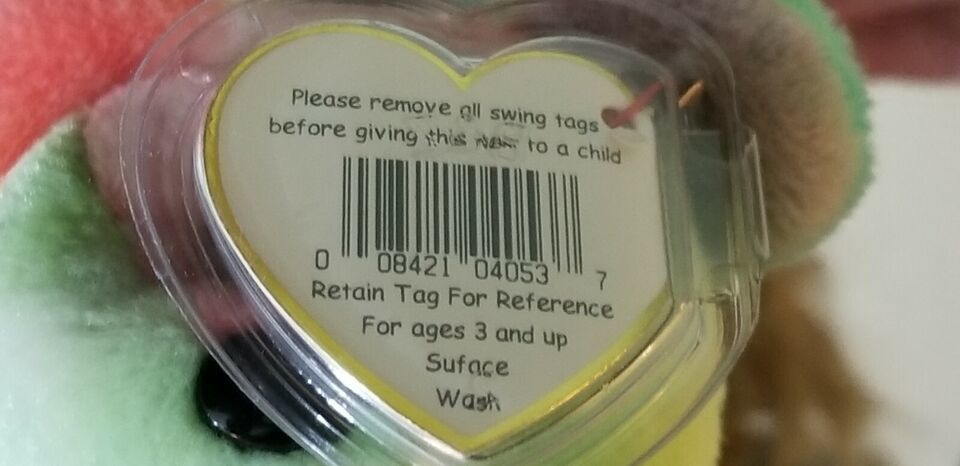 Please remove all swing tags
before giving this to a child
0 08421 04053 7
Retain Tag For Reference
For ages 3 and up
Suface
Wash